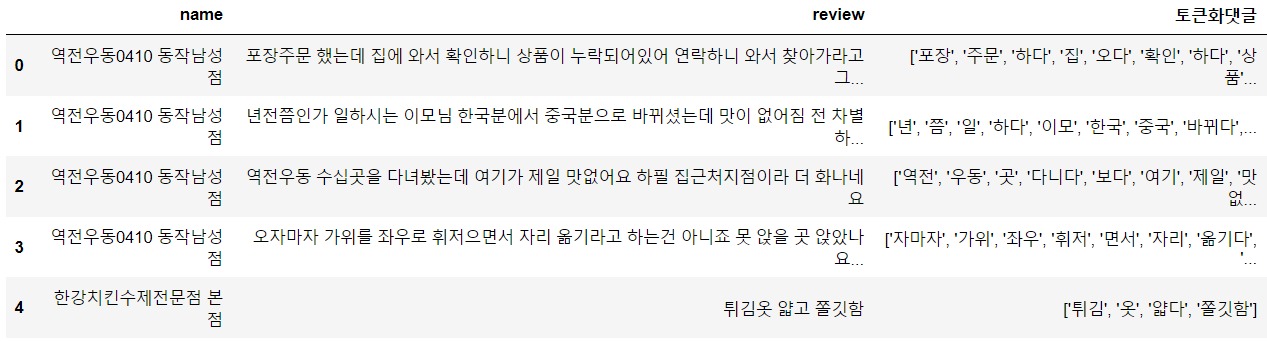 name review 토큰화댓글
0 역전우동0410 동작남성점 포장주문 했는데 집에 와서 확인하니 상품이 누락되어있어 연락하니 와서 찾아가라고 그... ['포장', '주문', '하다', '집', '오다', '확인', '하다', '상품'...
1 역전우동0410 동작남성점 년전쯤인가 일하시는 이모님 한국분에서 중국분으로 바뀌셨는데 맛이 없어짐 전 차별하... ['년', '쯤', '일', '하다', '이모', '한국', '중국', '바뀌다',...
2 역전우동0410 동작남성점 역전우동 수십곳을 다녀봤는데 여기가 제일 맛없어요 하필 집근처지점이라 더 화나네요 ['역전', '우동', '곳', '다니다', '보다', '여기', '제일', '맛없...
3 역전우동0410 동작남성점 오자마자 가위를 좌우로 휘저으면서 자리 옮기라고 하는건 아니죠 못 앉을 곳 앉았나요... ['자마자', '가위', '좌우', '휘저', '면서', '자리', '옮기다', '...
4 한강치킨수제전문점 본점 튀김옷 얇고 쫄깃함 ['튀김', '옷', '얇다', '쫄깃함']